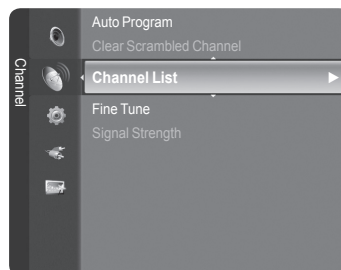 Channel
Auto Program
Clear Scrambled Channel
Channel List
Fine Tune
Signal Strength